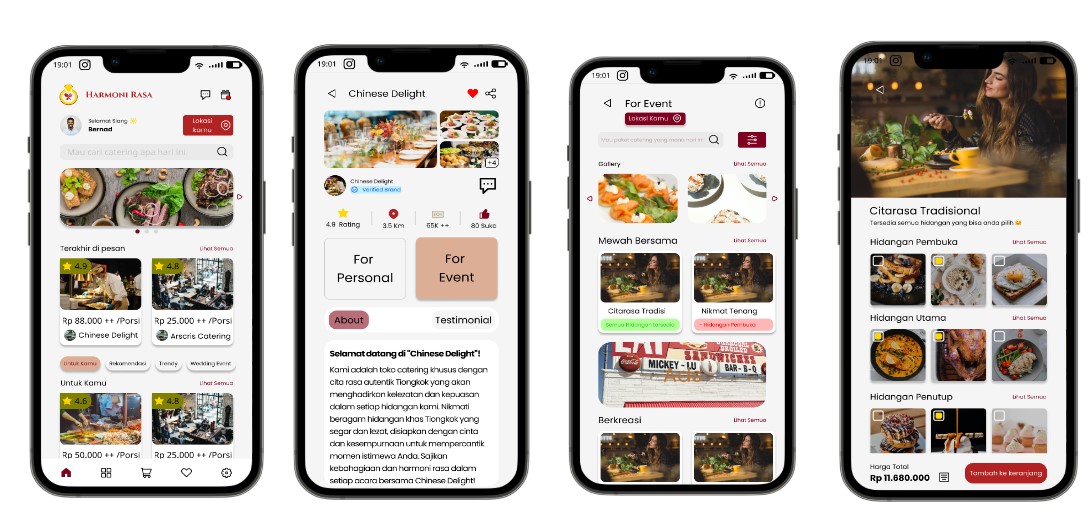 19:01
HARMONI RASA
Selamat Siang
Bernad
Lokasi
kamu
Mau cari catering apa hari ini
Terakhir di pesan
Lihat Semua
4.9
4.8
Rp 88.000 ++ /Porsi
Rp 25.000 ++ /Porsi
Chinese Delight
Arscris Catering
Untuk Kamu
Rekomendasi
Trendy
Wedding Event
Untuk Kamu
Lihat Semua
4.6
4.8
Rp 50.000 ++ /Porsi
Rp 25.000 ++ /Porsi
19:01
Chinese Delight
+4
Chinese Delight
Verified Brand
4.9 Rating
3.5 Km
65K ++
80 Suka
For
Personal
For
Event
About
Testimonial
Selamat datang di "Chinese Delight"!
Kami adalah toko catering khusus dengan
cita rasa autentik Tiongkok yang akan
menghadirkan kelezatan dan kepuasan
dalam setiap hidangan kami. Nikmati
beragam hidangan khas Tiongkok yang
segar dan lezat, disiapkan dengan cinta
dan kesempurnaan untuk mempercantik
momen istimewa Anda. Sajikan
kebahagiaan dan harmoni rasa dalam
setiap acara bersama Chinese Delight!
19:01
For Event
Lokasi Kamu
Gallery
Lihat Semua
Mewah Bersama
Lihat Semua
Citarasa Tradisi
Nikmat Tenang
Semua Hidangan tersedia
- Hidangan Pembuka
EAT
SANDWICHES
MICKEY - LU
BAR - B - Q
Berkreasi
Lihat Semua
19:01
Citarasa Tradisional
Tersedia semua hidangan yang bisa anda pilih
Hidangan Pembuka
Lihat Semua
Hidangan Utama
Lihat Semua
Hidangan Penutup
Lihat Semua
Harga Total
Rp 11.680.000
Tambah ke keranjang